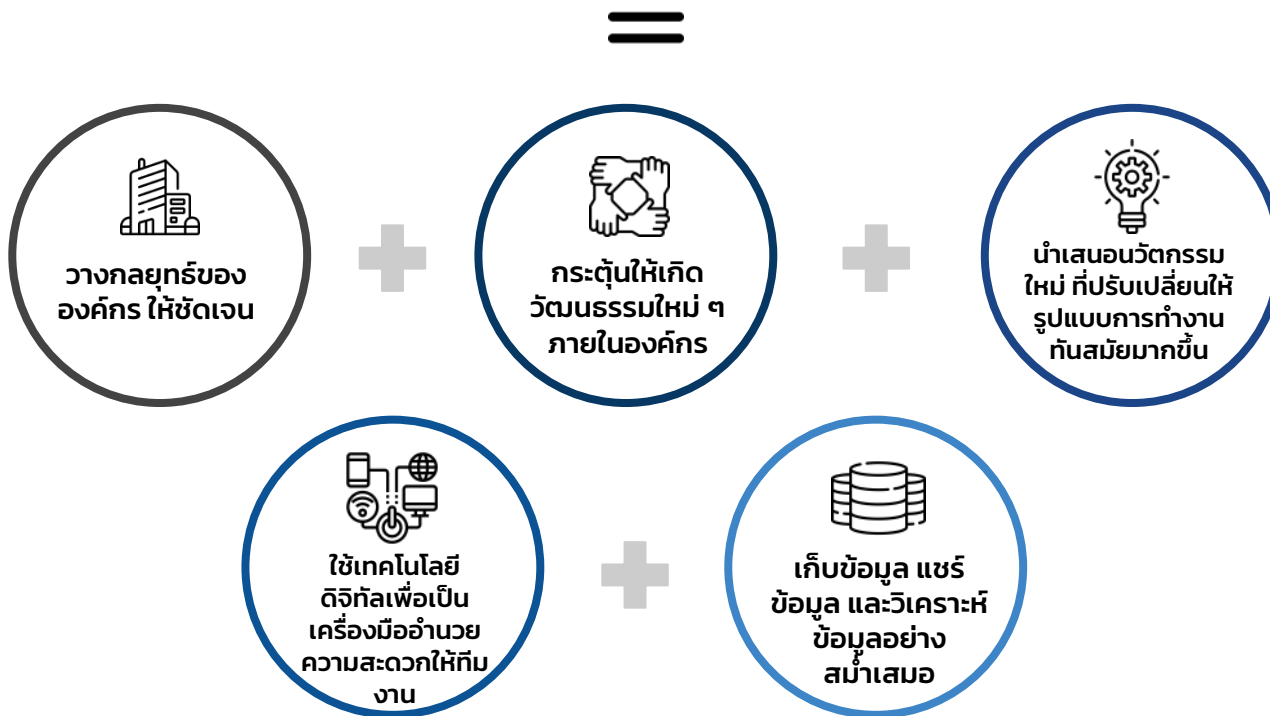 =
วางกลยุทธ์ของ
องค์กร ให้ชัดเจน
กระตุ้นให้เกิด
วัฒนธรรมใหม่ ๆ
ภายในองค์กร
นำเสนอนวัตกรรม
ใหม่ ที่ปรับเปลี่ยนให้
รูปแบบการทำงาน
ทันสมัยมากขึ้น
ใช้เทคโนโลยี
ดิจิทัลเพื่อเป็น
เครื่องมืออำนวย
ความสะดวกให้ทีม
งาน
เก็บข้อมูล แชร์
ข้อมูล และวิเคราะห์
ข้อมูลอย่าง
สม่ำเสมอ